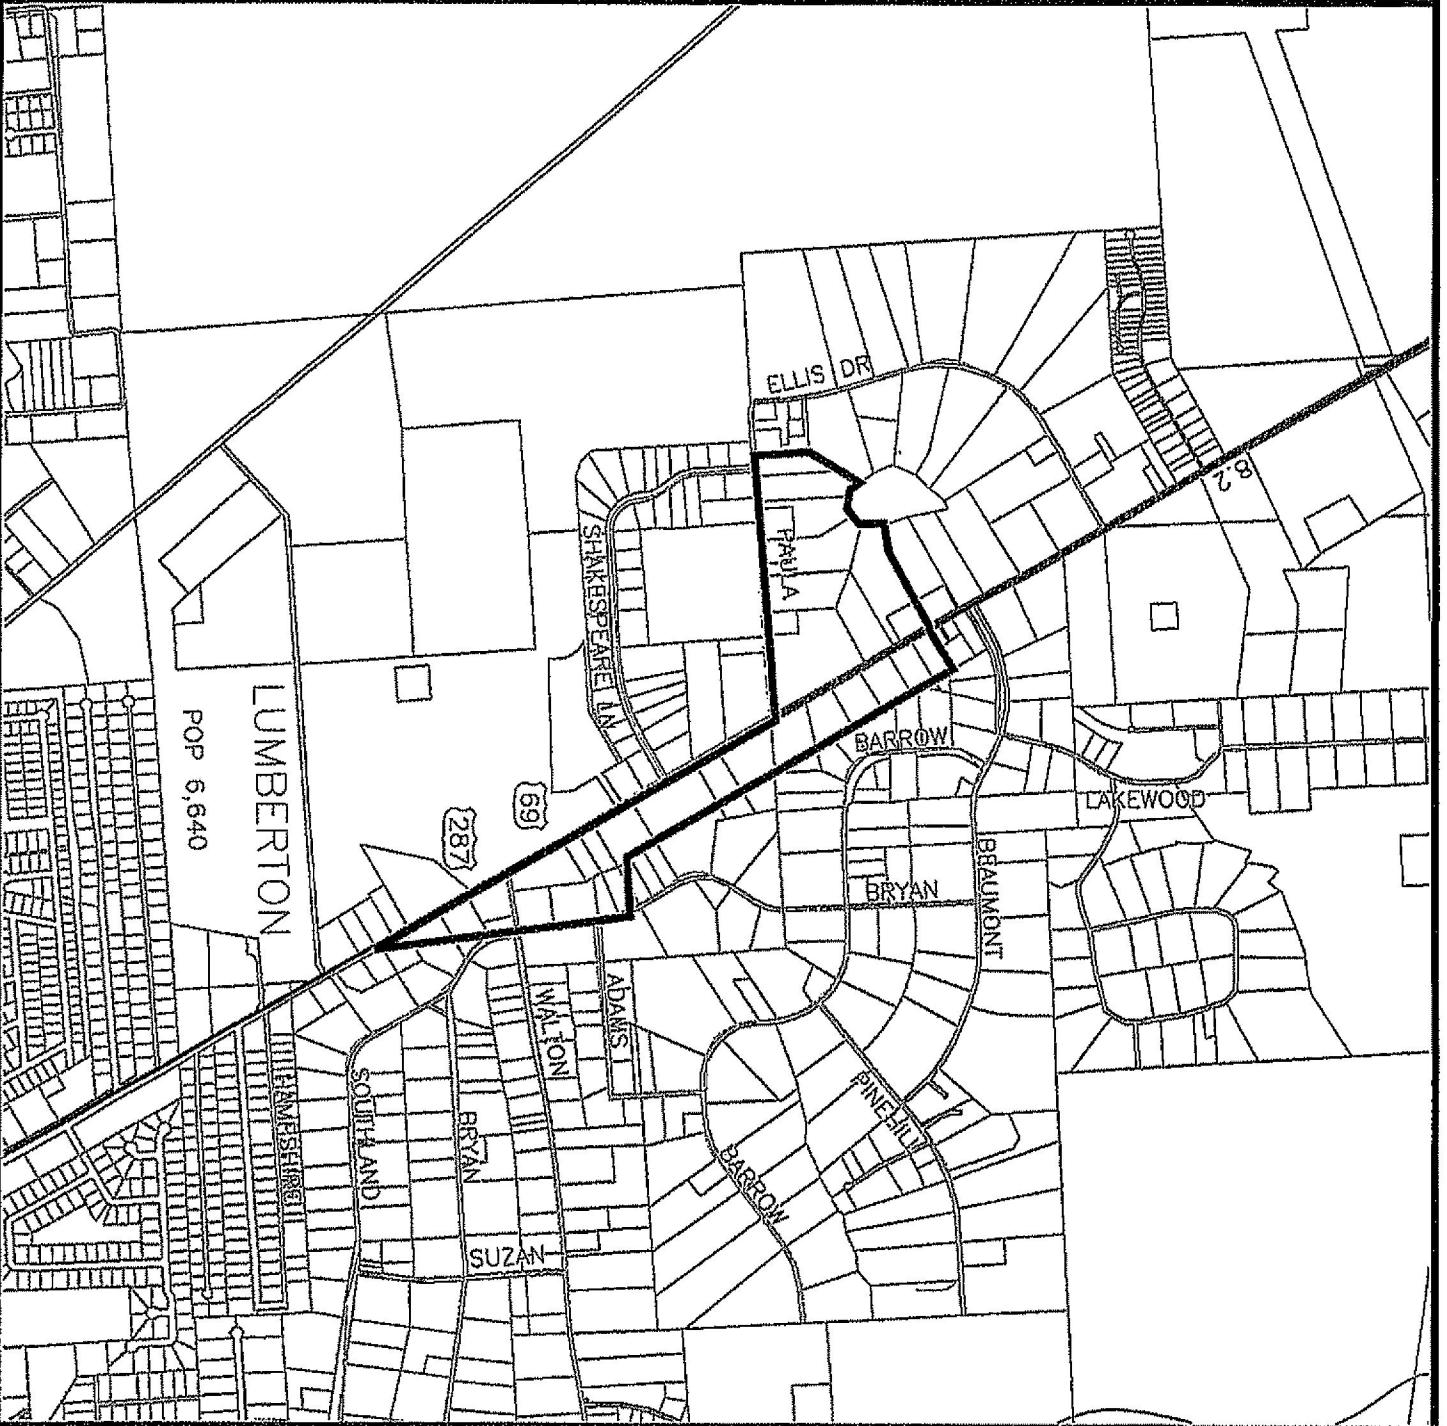 ELLIS DR
8.2
PAULA
SHAKESPEARE LN
LUMBERTON
POP 6,640
69
287
BARROW
LAKEWOOD
BEAUMONT
BRYAN
ADAMS
WALTON
HAMPSHIRE
SOUTHLAND
BRYAN
PINEHILL
BARROW
SUZAN